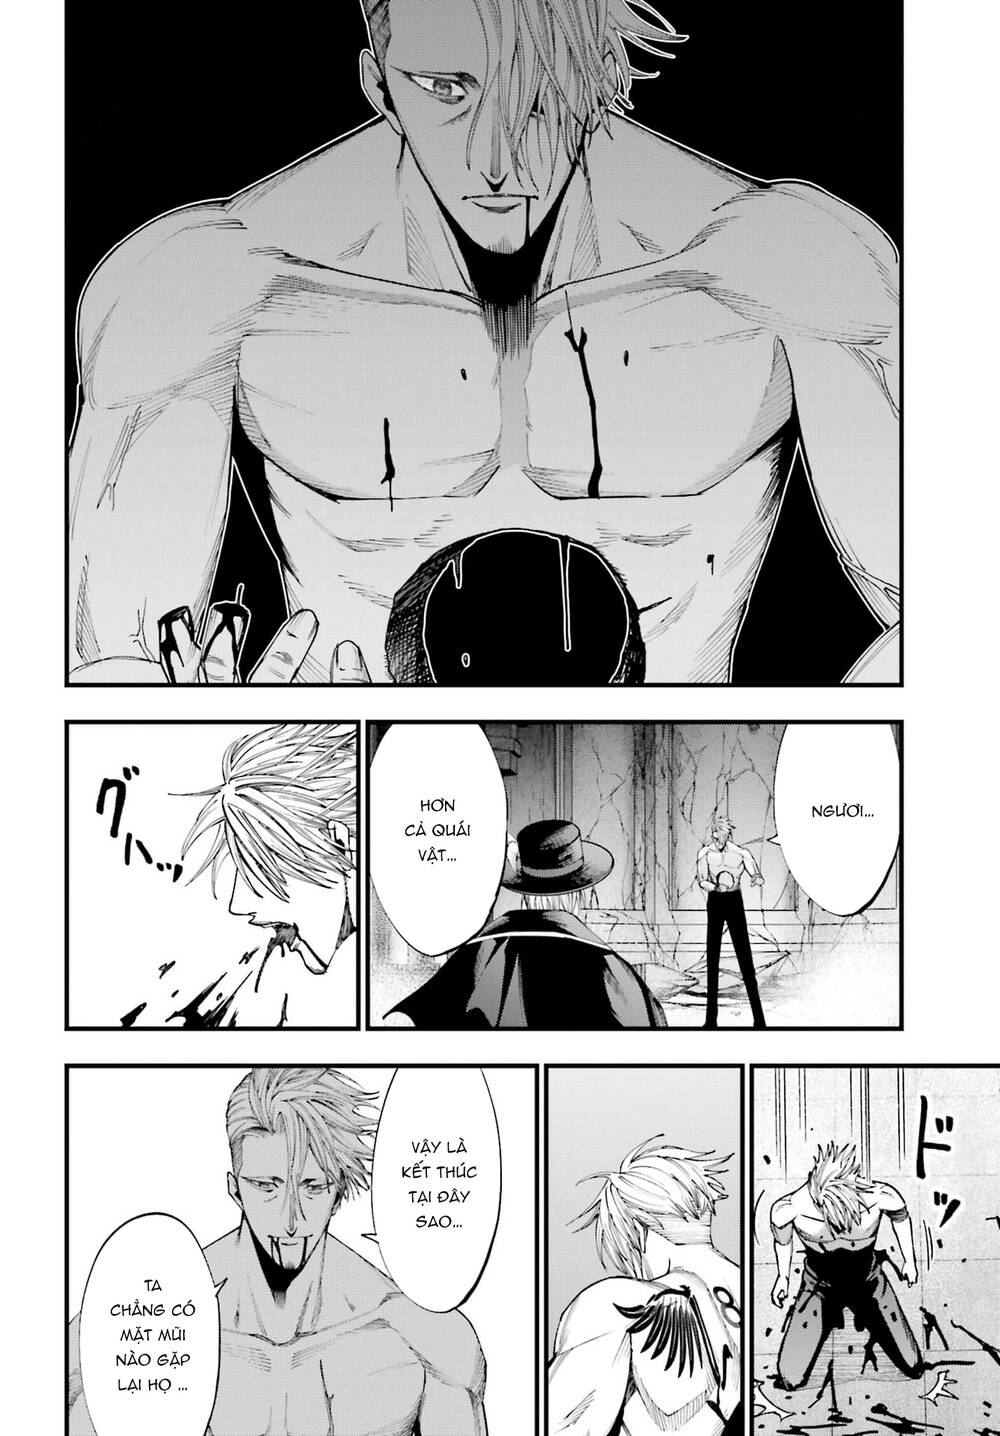 NGƯƠI...
HƠN
CẢ QUÁI
VẬT...
グハッ
ドッ
VẬY LÀ
KẾT THÚC
TẠI ĐÂY
SAO...
TA
CHẲNG CÓ
MẶT MŨI
NÀO GẶP
LẠI HỌ ...